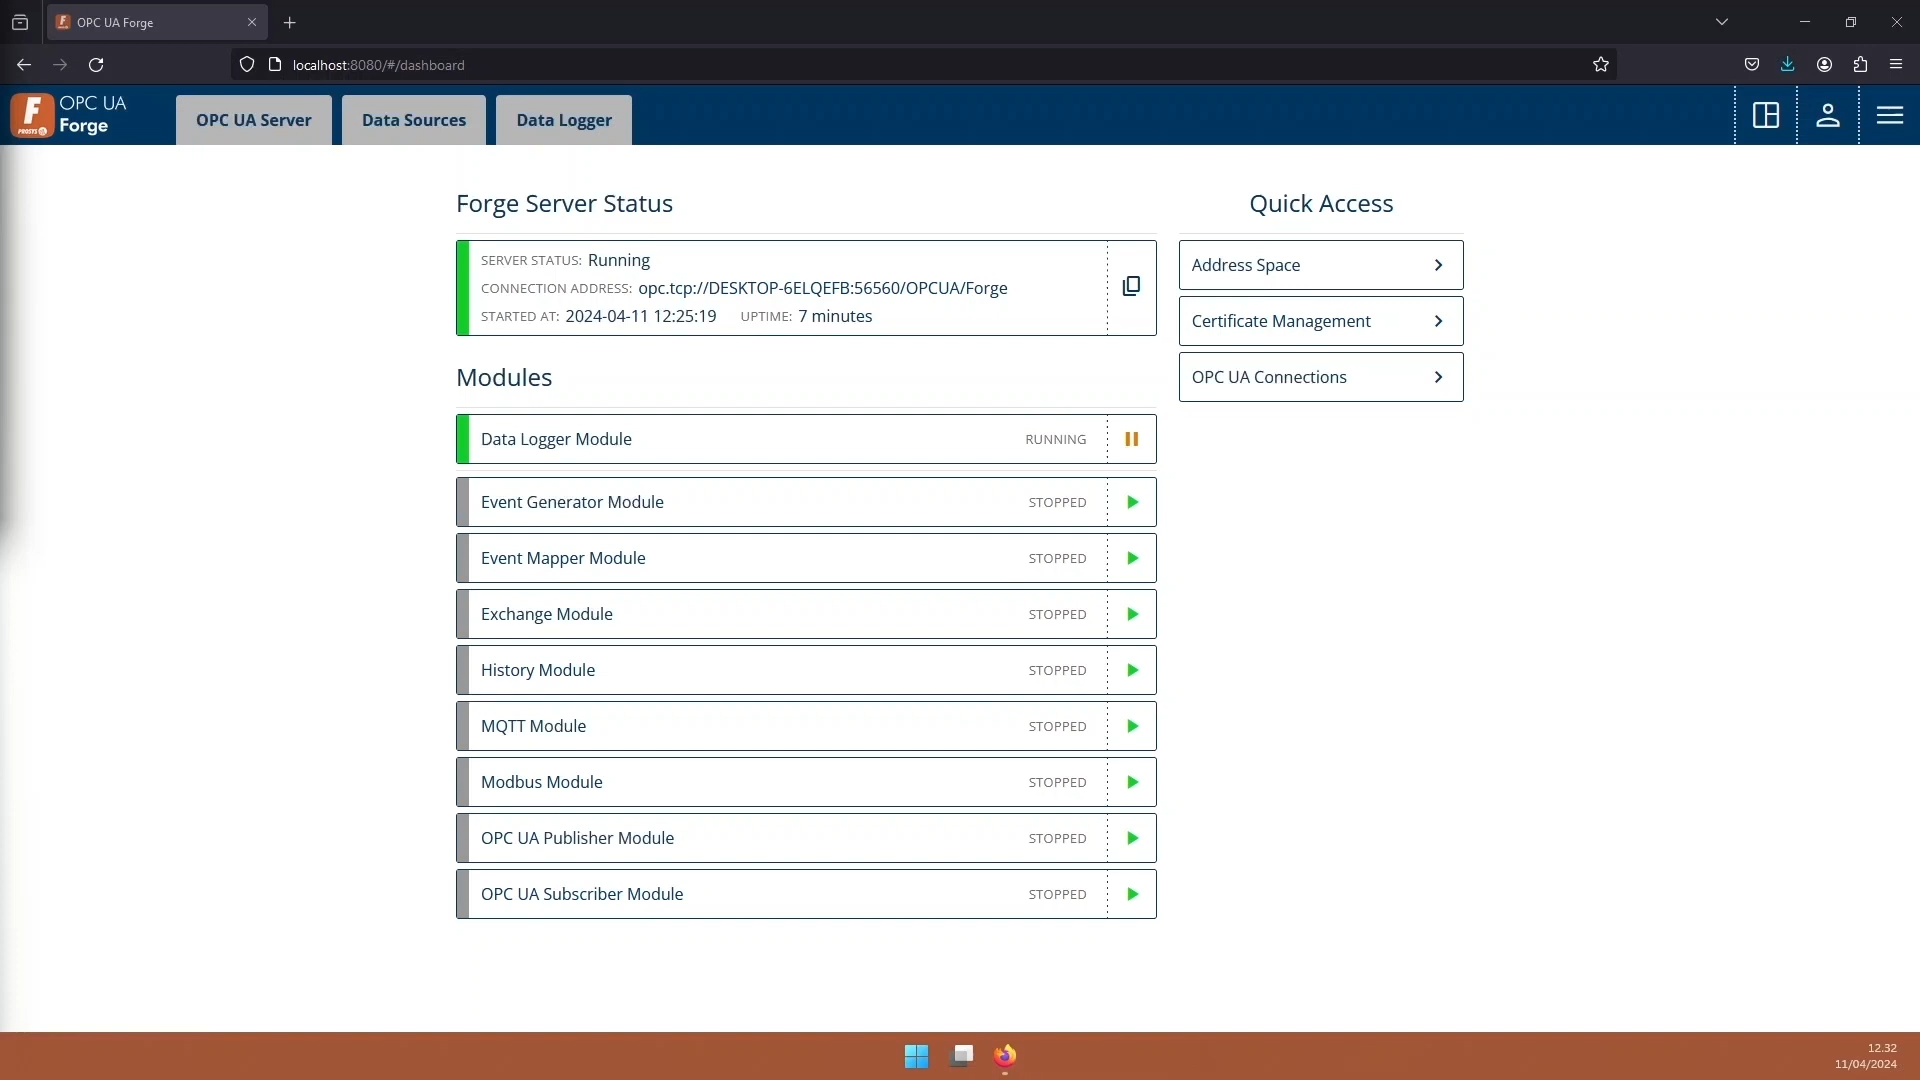 OPC UA Forge
localhost:8080/#/dashboard
OPC UA
Forge
PROSYS
OPC UA Server
Data Sources
Data Logger
Forge Server Status
SERVER STATUS: Running
CONNECTION ADDRESS: opc.tcp://DESKTOP-6ELQEFB:56560/OPCUA/Forge
STARTED AT: 2024-04-11 12:25:19 UPTIME: 7 minutes
Modules
Data Logger Module RUNNING
Event Generator Module STOPPED
Event Mapper Module STOPPED
Exchange Module STOPPED
History Module STOPPED
MQTT Module STOPPED
Modbus Module STOPPED
OPC UA Publisher Module STOPPED
OPC UA Subscriber Module STOPPED
Quick Access
Address Space
Certificate Management
OPC UA Connections
12.32
11/04/2024